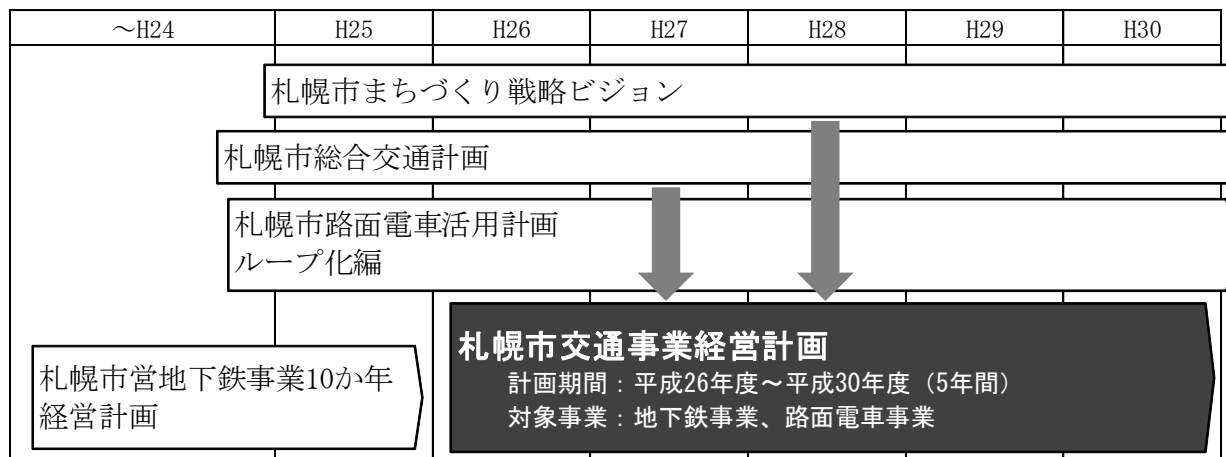 ～H24 H25 H26 H27 H28 H29 H30
札幌市まちづくり戦略ビジョン
札幌市総合交通計画
札幌市路面電車活用計画
ループ化編
札幌市営地下鉄事業10か年
経営計画
札幌市交通事業経営計画
計画期間：平成26年度～平成30年度（5年間）
対象事業：地下鉄事業、路面電車事業